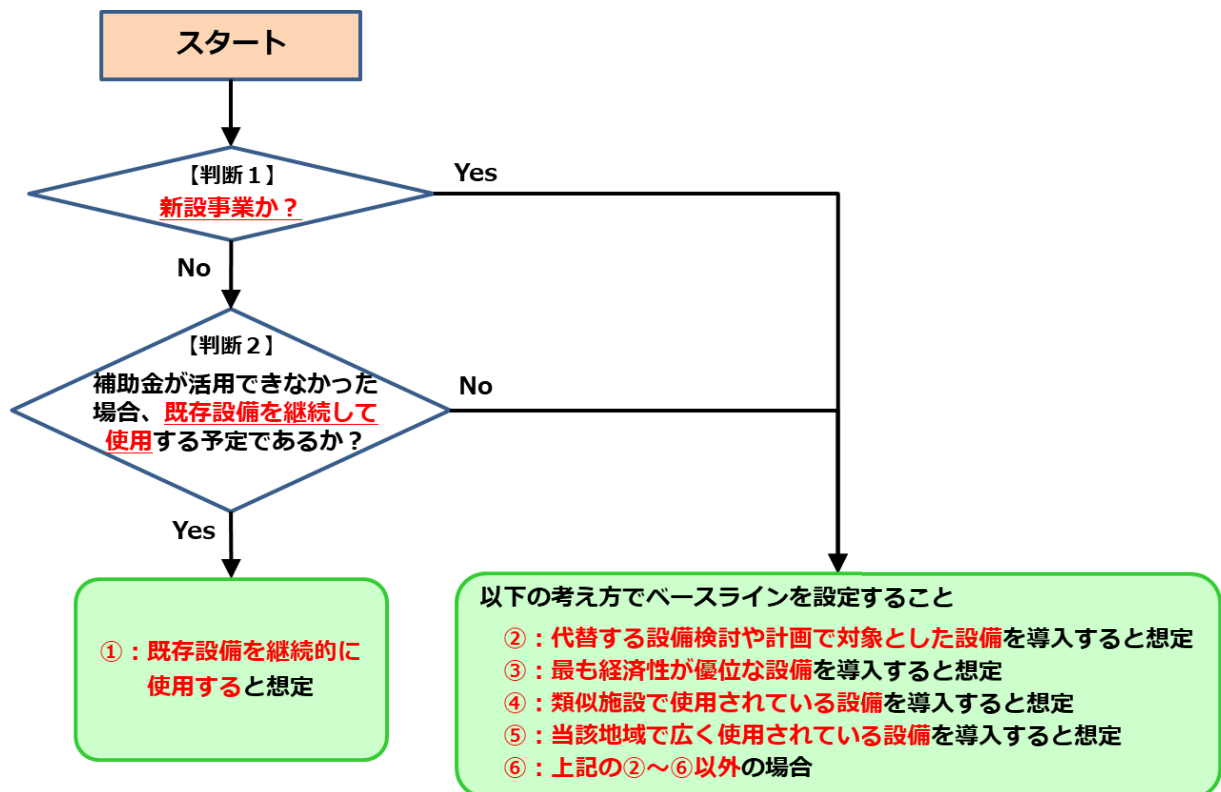 スタート
【判断１】
新設事業か？
Yes
No
【判断２】
補助金が活用できなかった
場合、既存設備を継続して
使用する予定であるか？
No
Yes
①：既存設備を継続的に
使用すると想定
以下の考え方でベースラインを設定すること
②：代替する設備検討や計画で対象とした設備を導入すると想定
③：最も経済性が優位な設備を導入すると想定
④：類似施設で使用されている設備を導入すると想定
⑤：当該地域で広く使用されている設備を導入すると想定
⑥：上記の②～⑥以外の場合